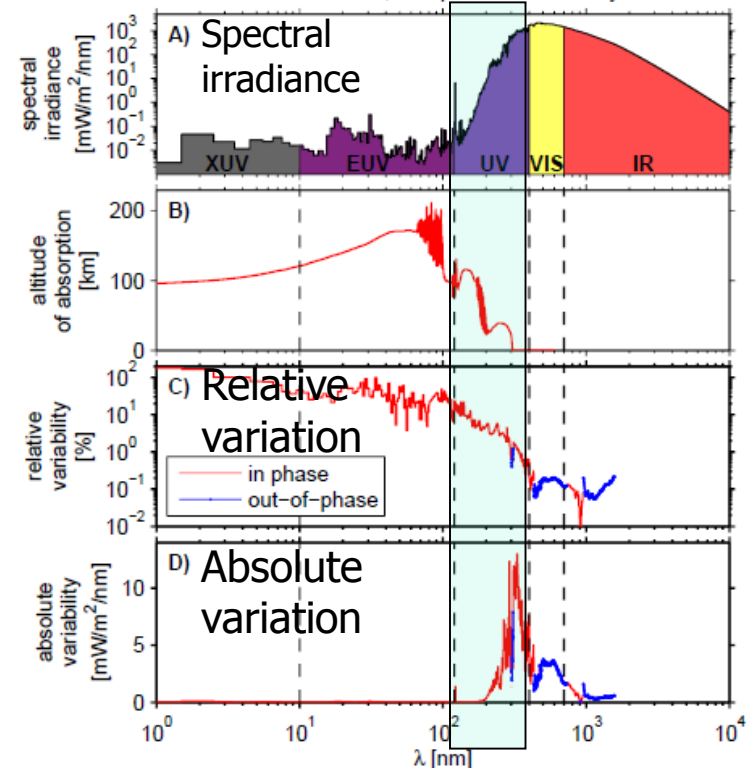 A) Spectral
irradiance
spectral
irradiance
[mW/m²/nm]
10³
10²
10¹
10⁰
10⁻¹
10⁻²
XUV EUV UV VIS IR
B)
altitude
of absorption
[km]
200
100
0
C) Relative
variation
relative
variability
[%]
10²
10¹
10⁰
10⁻¹
10⁻²
in phase
out-of-phase
D) Absolute
variation
absolute
variability
[mW/m²/nm]
10
5
0
10⁰ 10¹ 10² 10³ 10⁴
λ [nm]